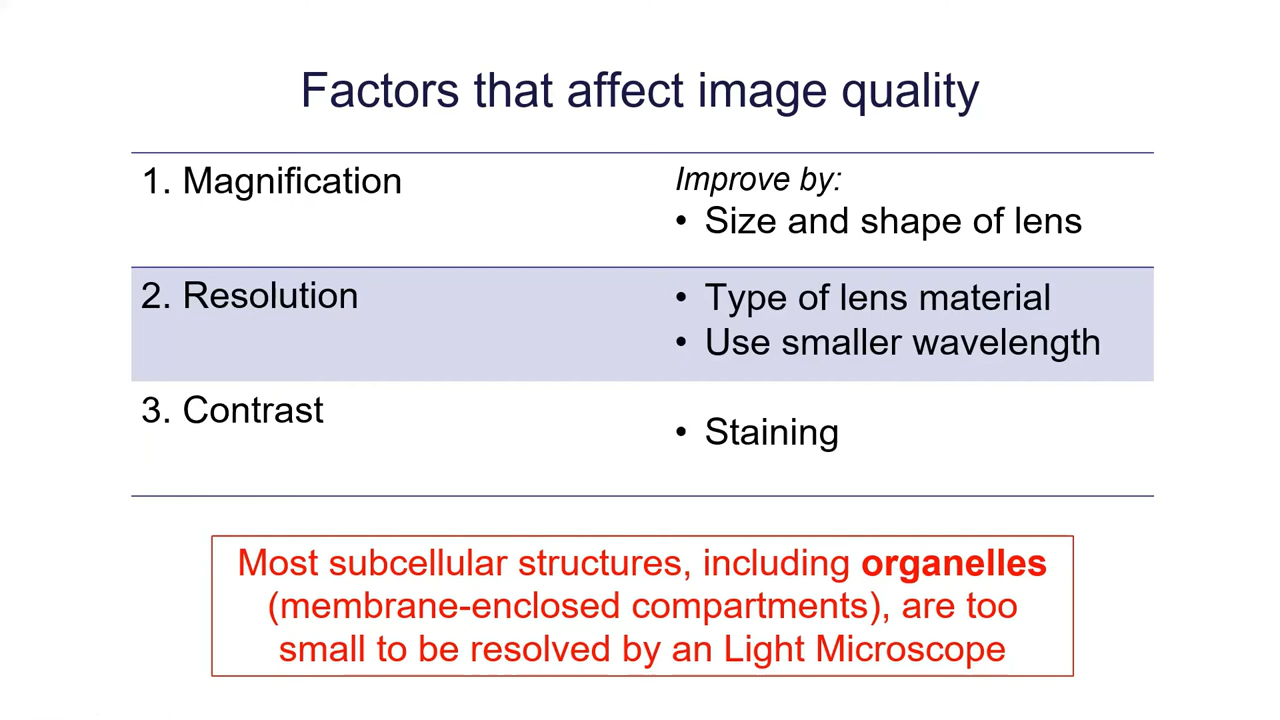 Factors that affect image quality
1. Magnification
Improve by:
• Size and shape of lens
2. Resolution
• Type of lens material
• Use smaller wavelength
3. Contrast
• Staining
Most subcellular structures, including organelles
(membrane-enclosed compartments), are too
small to be resolved by an Light Microscope